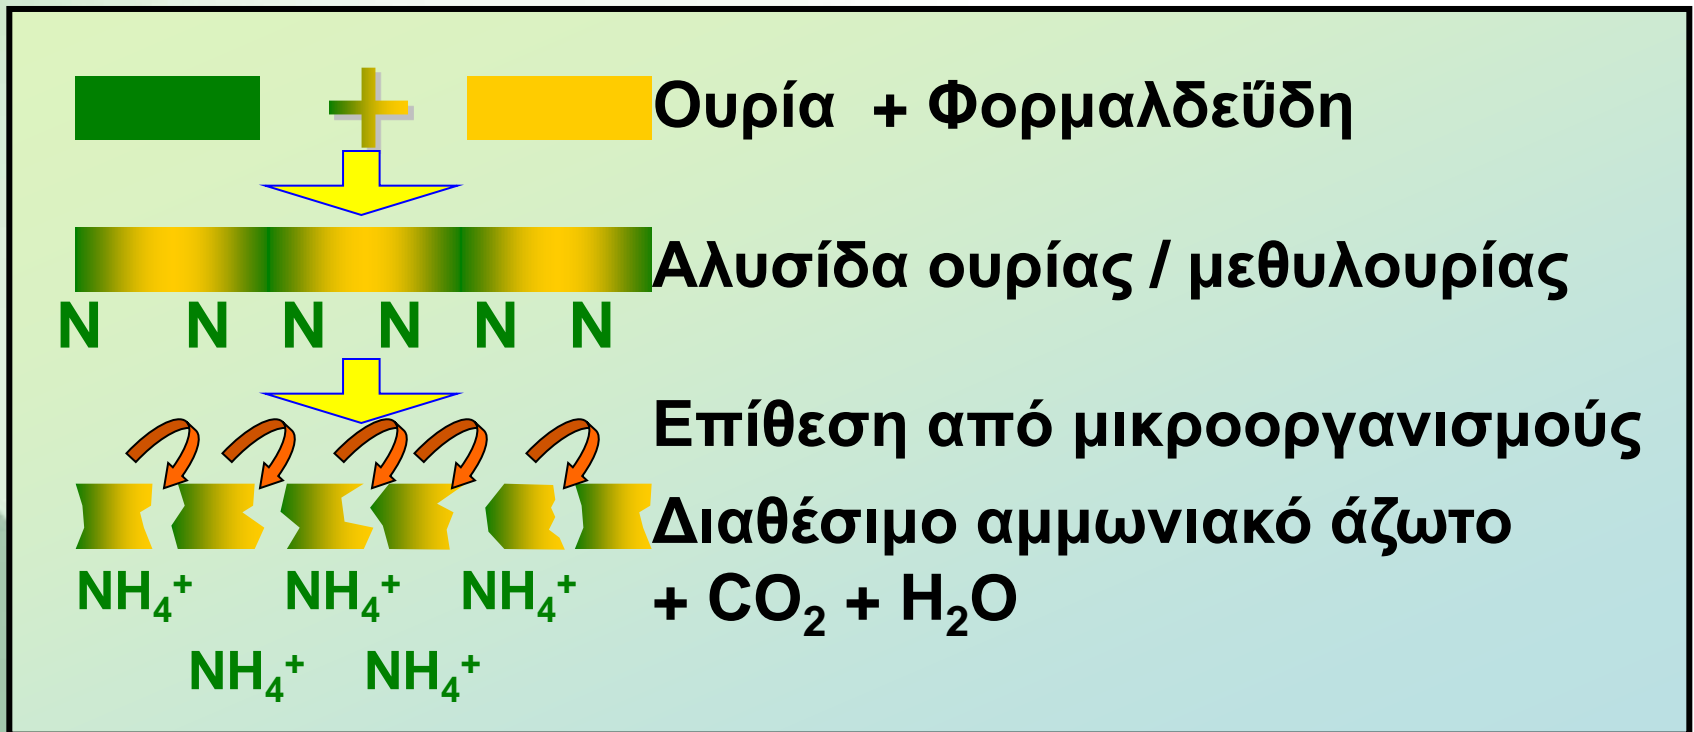 Ουρία + Φορμαλδεΰδη
Αλυσίδα ουρίας / μεθυλουρίας
N N N N N N
Επίθεση από μικροοργανισμούς
Διαθέσιμο αμμωνιακό άζωτο
+ CO₂ + H₂O
NH₄⁺ NH₄⁺ NH₄⁺
NH₄⁺ NH₄⁺